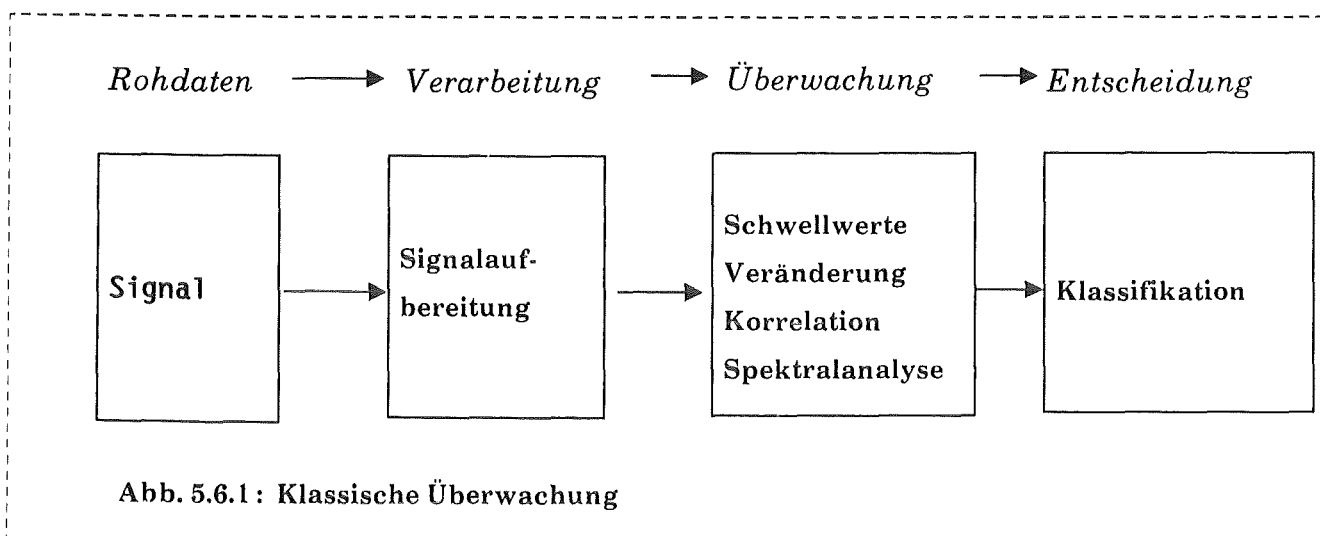 Rohdaten → Verarbeitung → Überwachung → Entscheidung
Signal
Signalauf-
bereitung
Schwellwerte
Veränderung
Korrelation
Spektralanalyse
Klassifikation
Abb. 5.6.1: Klassische Überwachung